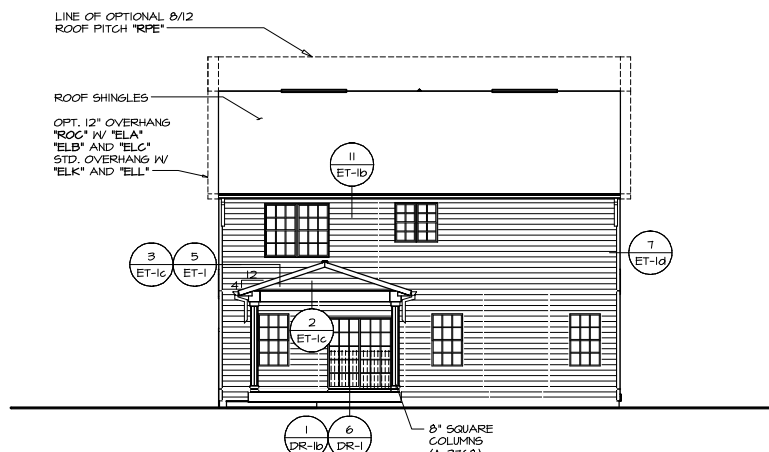 LINE OF OPTIONAL 8/12
ROOF PITCH "RPE"
ROOF SHINGLES
OPT. 12" OVERHANG
"ROC" W/ "ELA"
"ELB" AND "ELC"
STD. OVERHANG W/
"ELK" AND "ELL"
11
ET-1b
3
ET-1c
5
ET-1
7
ET-1d
12
4
2
ET-1c
1
DR-1b
6
DR-1
8" SQUARE
COLUMNS